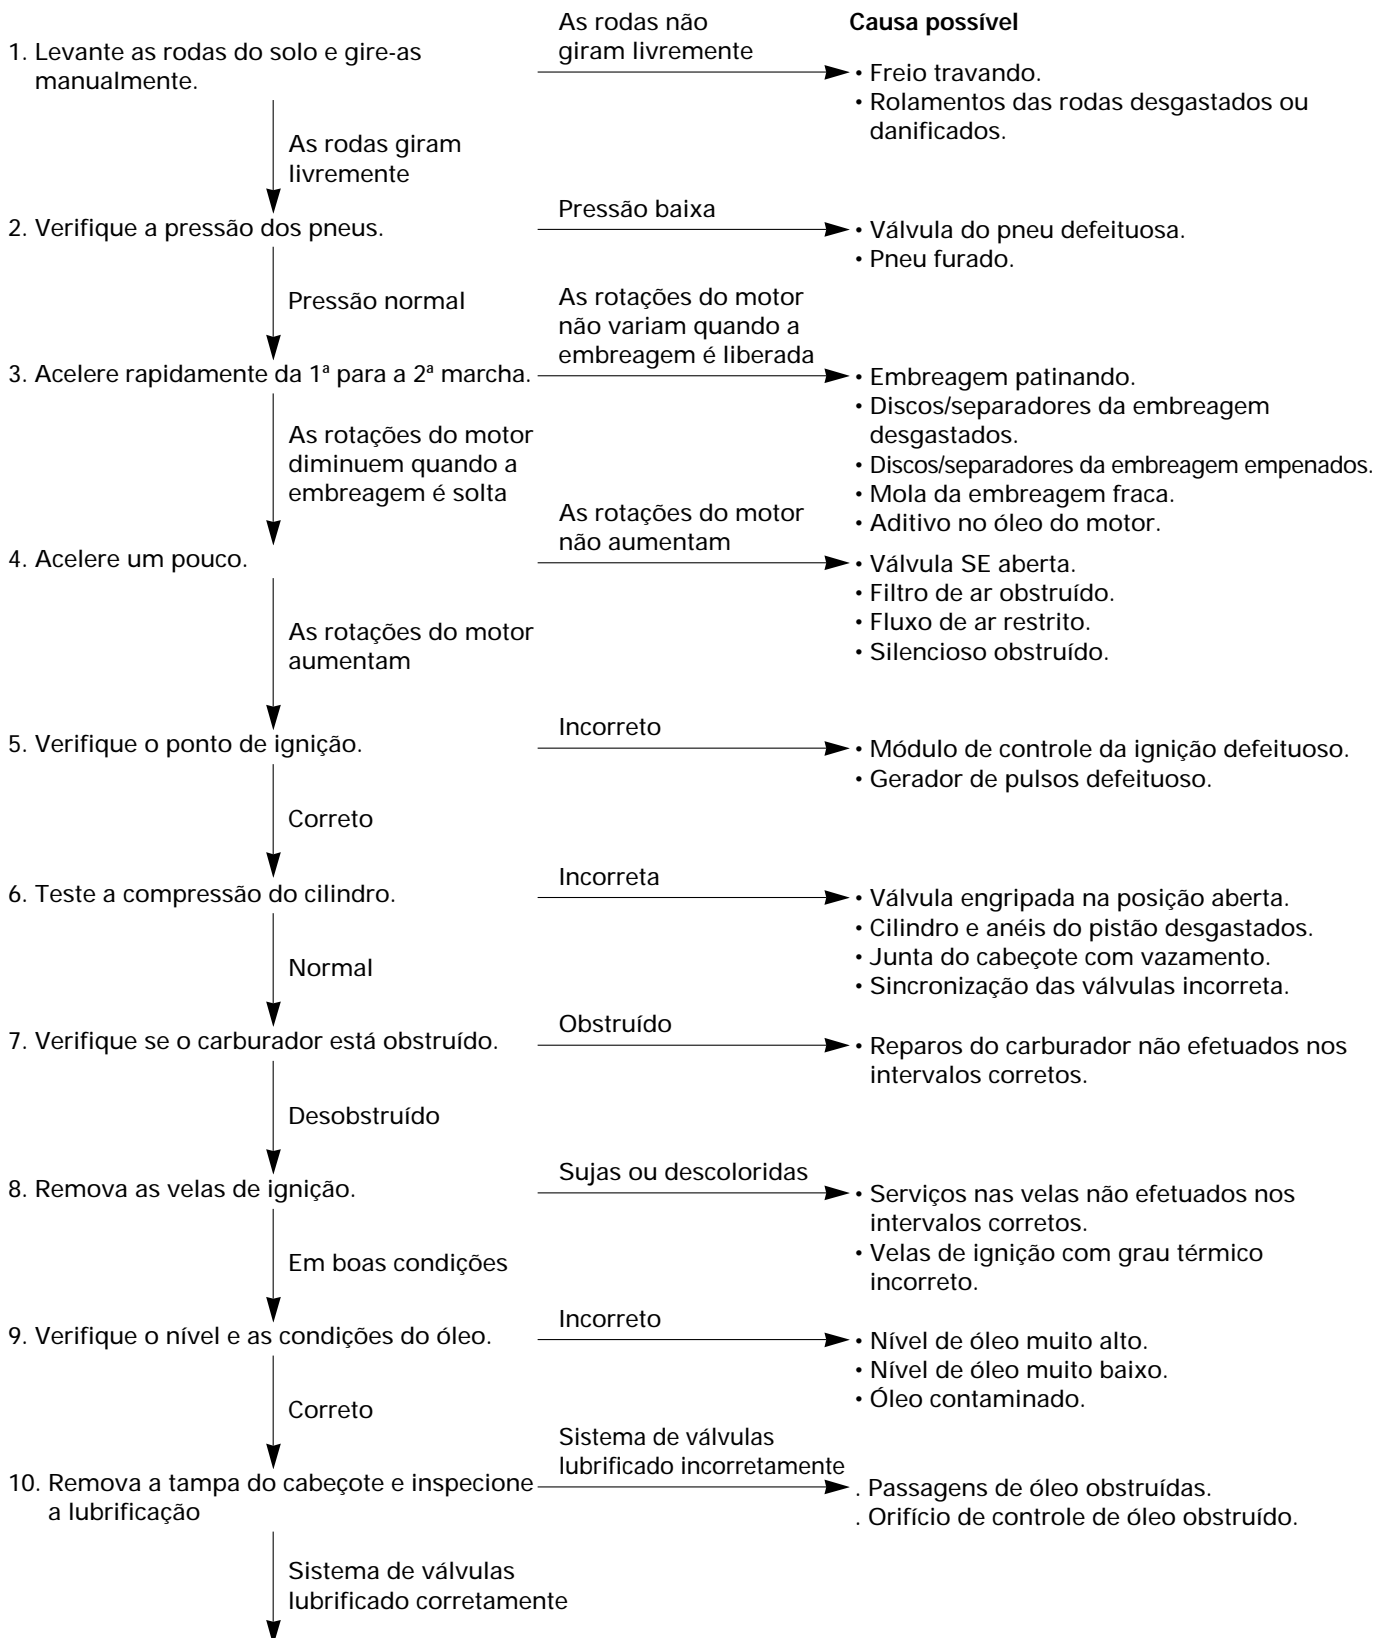 As rodas não
giram livremente
Causa possível
1. Levante as rodas do solo e gire-as
manualmente.
• Freio travando.
• Rolamentos das rodas desgastados ou
danificados.
As rodas giram
livremente
Pressão baixa
2. Verifique a pressão dos pneus.
• Válvula do pneu defeituosa.
• Pneu furado.
Pressão normal
As rotações do motor
não variam quando a
embreagem é liberada
3. Acelere rapidamente da 1ª para a 2ª marcha.
• Embreagem patinando.
• Discos/separadores da embreagem
desgastados.
• Discos/separadores da embreagem empenados.
• Mola da embreagem fraca.
• Aditivo no óleo do motor.
As rotações do motor
diminuem quando a
embreagem é solta
As rotações do motor
não aumentam
4. Acelere um pouco.
• Válvula SE aberta.
• Filtro de ar obstruído.
• Fluxo de ar restrito.
• Silencioso obstruído.
As rotações do motor
aumentam
Incorreto
5. Verifique o ponto de ignição.
• Módulo de controle da ignição defeituoso.
• Gerador de pulsos defeituoso.
Correto
Incorreta
6. Teste a compressão do cilindro.
• Válvula engripada na posição aberta.
• Cilindro e anéis do pistão desgastados.
• Junta do cabeçote com vazamento.
• Sincronização das válvulas incorreta.
Normal
Obstruído
7. Verifique se o carburador está obstruído.
• Reparos do carburador não efetuados nos
intervalos corretos.
Desobstruído
Sujas ou descoloridas
8. Remova as velas de ignição.
• Serviços nas velas não efetuados nos
intervalos corretos.
• Velas de ignição com grau térmico
incorreto.
Em boas condições
Incorreto
9. Verifique o nível e as condições do óleo.
• Nível de óleo muito alto.
• Nível de óleo muito baixo.
• Óleo contaminado.
Correto
Sistema de válvulas
lubrificado incorretamente
10. Remova a tampa do cabeçote e inspecione
a lubrificação
. Passagens de óleo obstruídas.
. Orifício de controle de óleo obstruído.
Sistema de válvulas
lubrificado corretamente